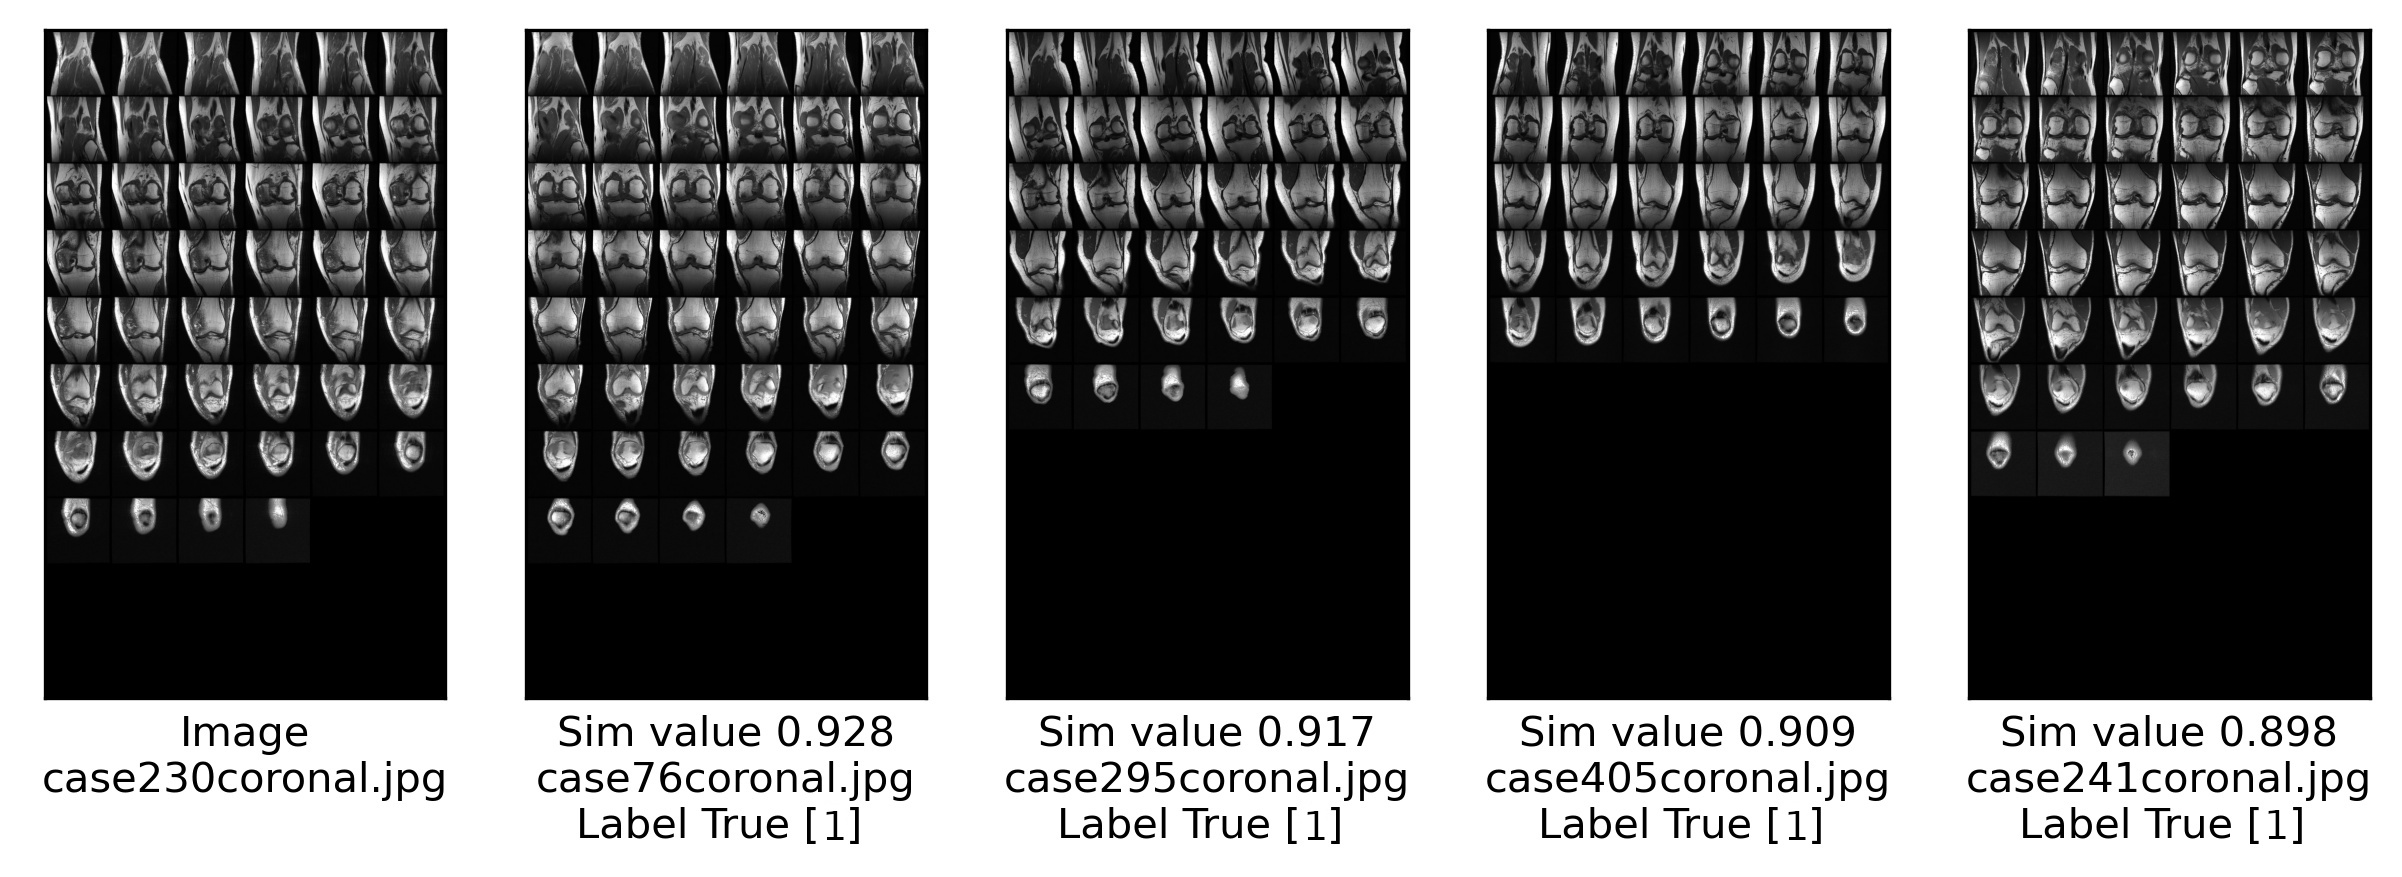 Image
case230coronal.jpg
Sim value 0.928
case76coronal.jpg
Label True [1]
Sim value 0.917
case295coronal.jpg
Label True [1]
Sim value 0.909
case405coronal.jpg
Label True [1]
Sim value 0.898
case241coronal.jpg
Label True [1]